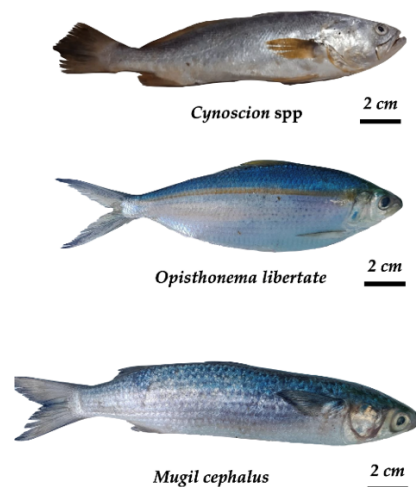 Cynoscion spp
2 cm
Opisthonema libertate
2 cm
Mugil cephalus
2 cm